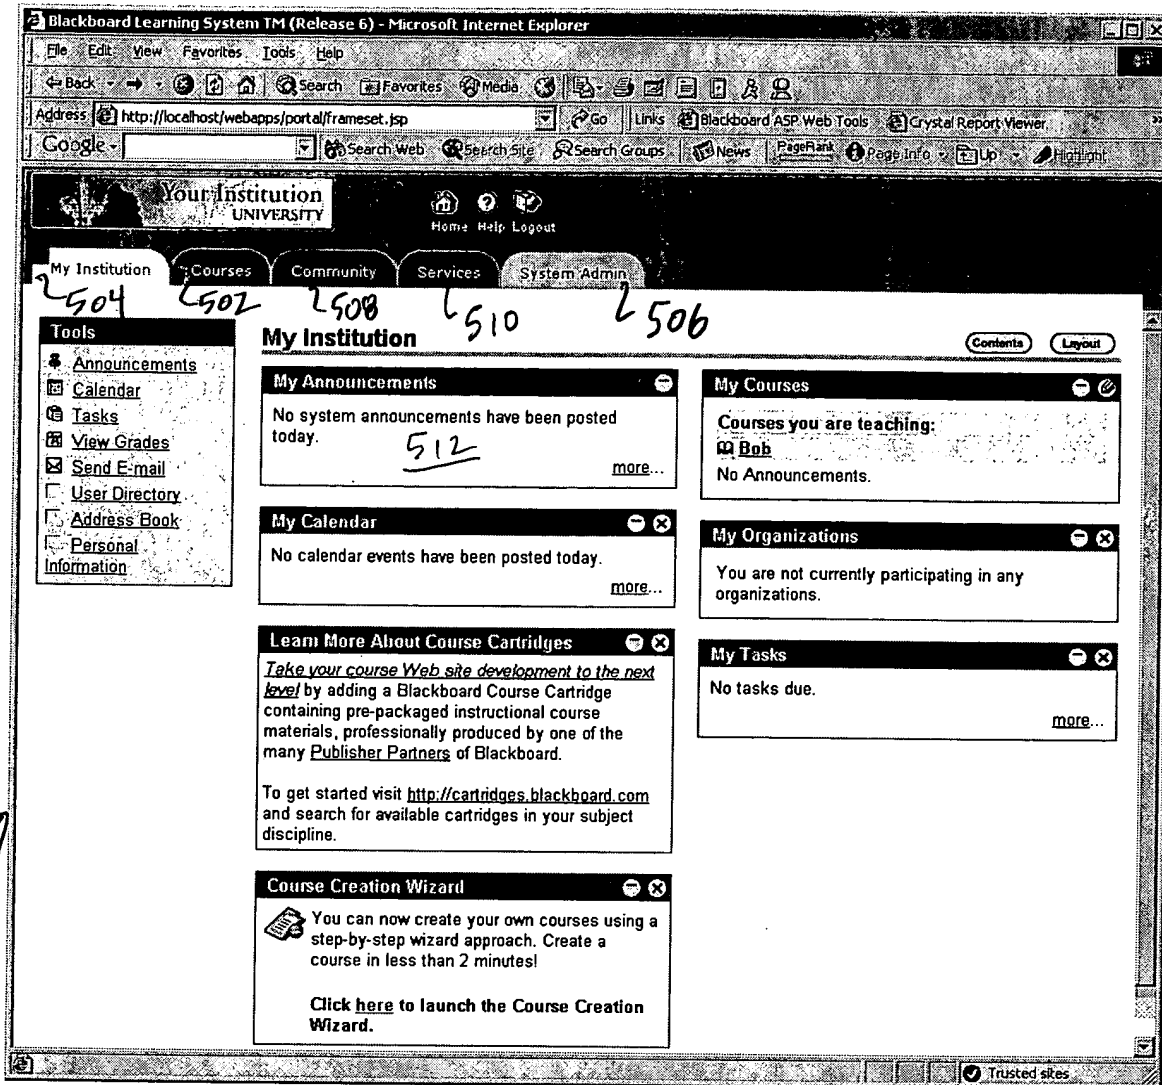 Blackboard Learning System TM (Release 6) - Microsoft Internet Explorer
File Edit View Favorites Tools Help
Back Search Favorites Media
Address http://localhost/webapps/portal/frameset.jsp Go Links Blackboard ASP Web Tools Crystal Report Viewer
Google Search Web Search Site Search Groups News PageRank Page Info Up Highlight
Your Institution
UNIVERSITY
Home Help Logout
My Institution Courses Community Services System Admin
504 502 508 510 506
Tools
Announcements
Calendar
Tasks
View Grades
Send E-mail
User Directory
Address Book
Personal
Information
My Institution
Contents Layout
My Announcements
No system announcements have been posted
today.
512
more...
My Calendar
No calendar events have been posted today.
more...
Learn More About Course Cartridges
Take your course Web site development to the next
level by adding a Blackboard Course Cartridge
containing pre-packaged instructional course
materials, professionally produced by one of the
many Publisher Partners of Blackboard.
To get started visit http://cartridges.blackboard.com
and search for available cartridges in your subject
discipline.
Course Creation Wizard
You can now create your own courses using a
step-by-step wizard approach. Create a
course in less than 2 minutes!
Click here to launch the Course Creation
Wizard.
My Courses
Courses you are teaching:
Bob
No Announcements.
My Organizations
You are not currently participating in any
organizations.
My Tasks
No tasks due.
more...
Trusted sites